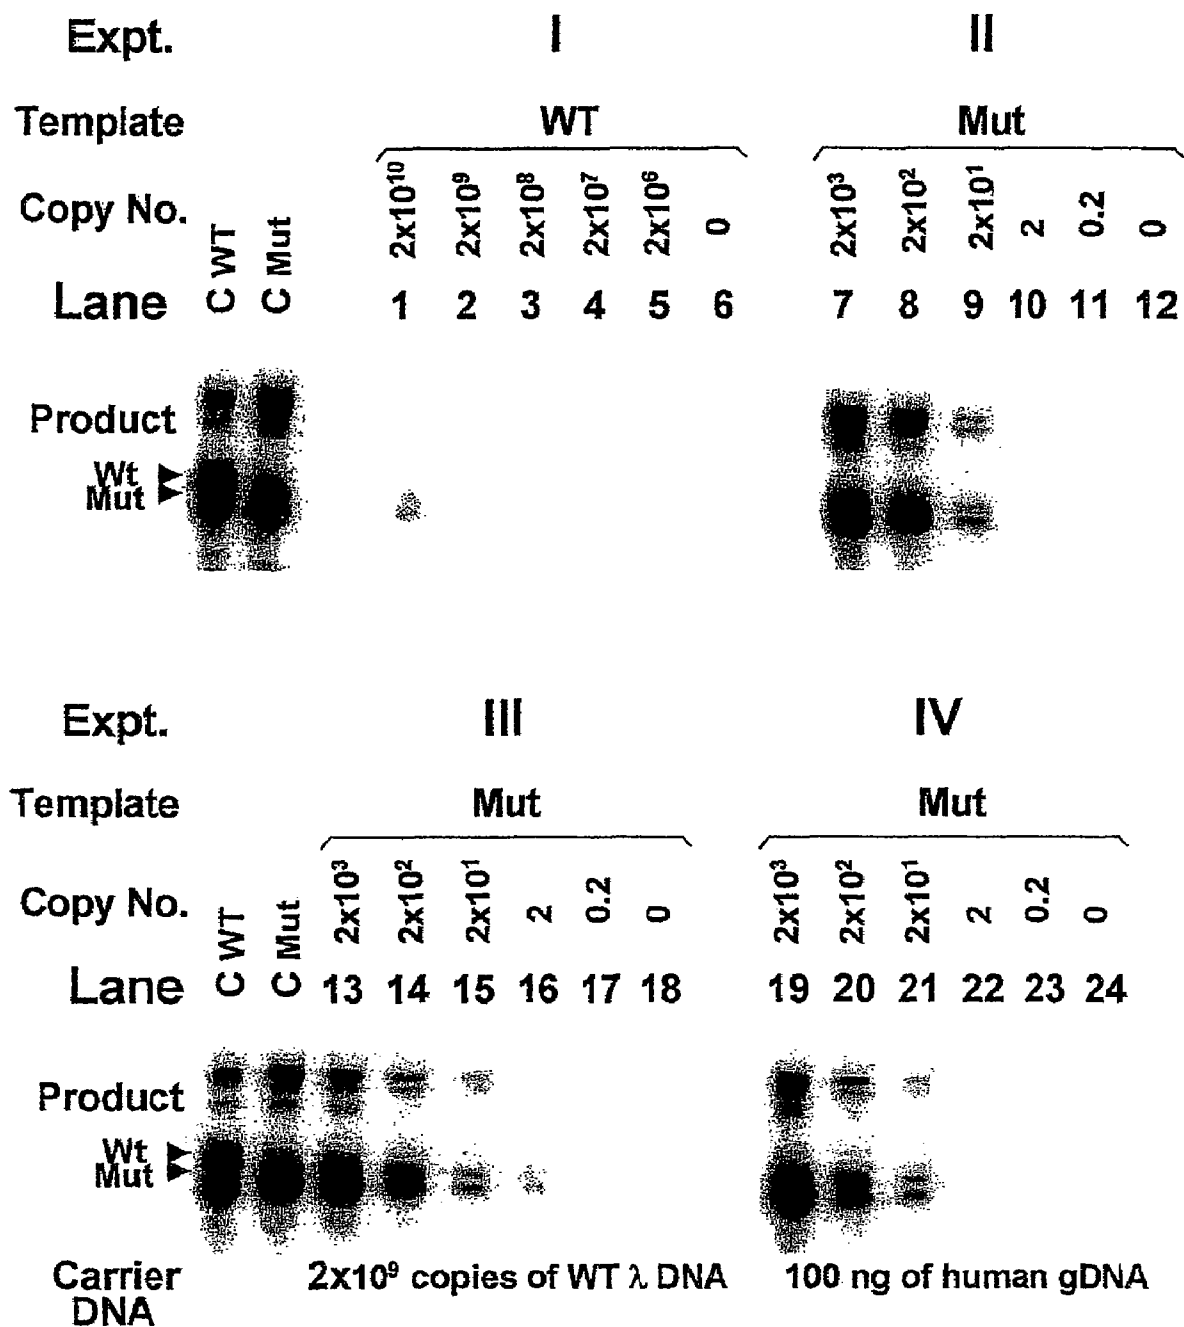 Expt. I II
Template WT Mut
Copy No. 2x10¹⁰ 2x10⁹ 2x10⁸ 2x10⁷ 2x10⁶ 0 2x10³ 2x10² 2x10¹ 2 0.2 0
Lane C WT C Mut 1 2 3 4 5 6 7 8 9 10 11 12
Product
Wt
Mut
Expt. III IV
Template Mut Mut
Copy No. 2x10³ 2x10² 2x10¹ 2 0.2 0 2x10³ 2x10² 2x10¹ 2 0.2 0
Lane C WT C Mut 13 14 15 16 17 18 19 20 21 22 23 24
Product
Wt
Mut
Carrier 2x10⁹ copies of WT λ DNA 100 ng of human gDNA
DNA